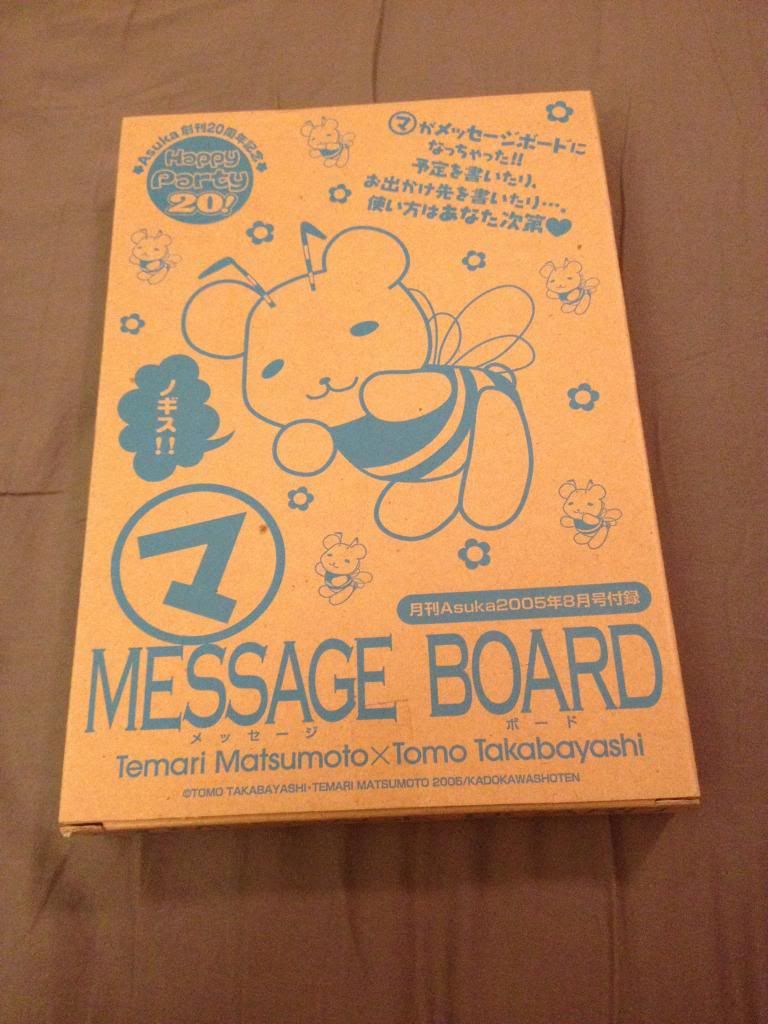 Asuka 創刊20周年記念
Happy
Party
20!
マがメッセージボードに
なっちゃった!!
予定を書いたり、
お出かけ先を書いたり…。
使い方はあなた次第♥
ノギス!!
マ
月刊Asuka2005年8月号付録
MESSAGE BOARD
メッセージ ボード
Temari Matsumoto×Tomo Takabayashi
©TOMO TAKABAYASHI・TEMARI MATSUMOTO 2005/KADOKAWASHOTEN